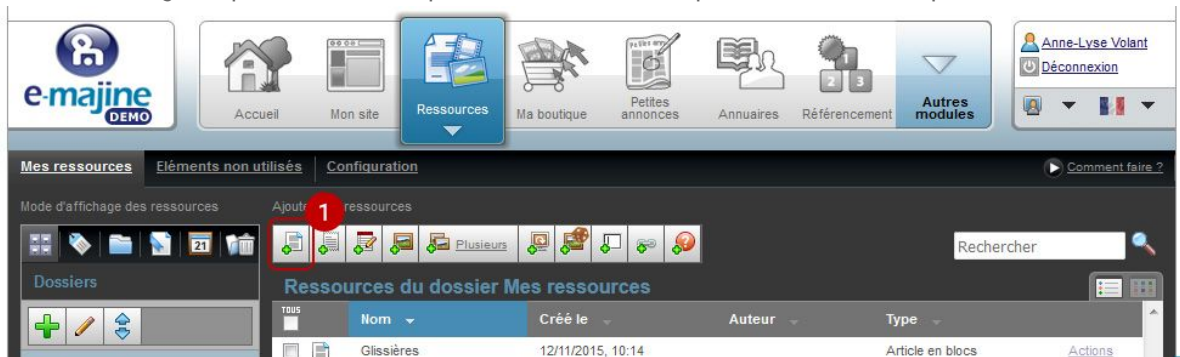 e-majine
DEMO
Accueil
Mon site
Ressources
Ma boutique
Petites
annonces
Annuaires
Référencement
Autres
modules
Anne-Lyse Volant
Déconnexion
Mes ressources
Eléments non utilisés
Configuration
Comment faire ?
Mode d'affichage des ressources
ressources
1
21
Plusieurs
Rechercher
Dossiers
Ressources du dossier Mes ressources
TOUS
Nom
Créé le
Auteur
Type
Glissières
12/11/2015, 10:14
Article en blocs
Actions